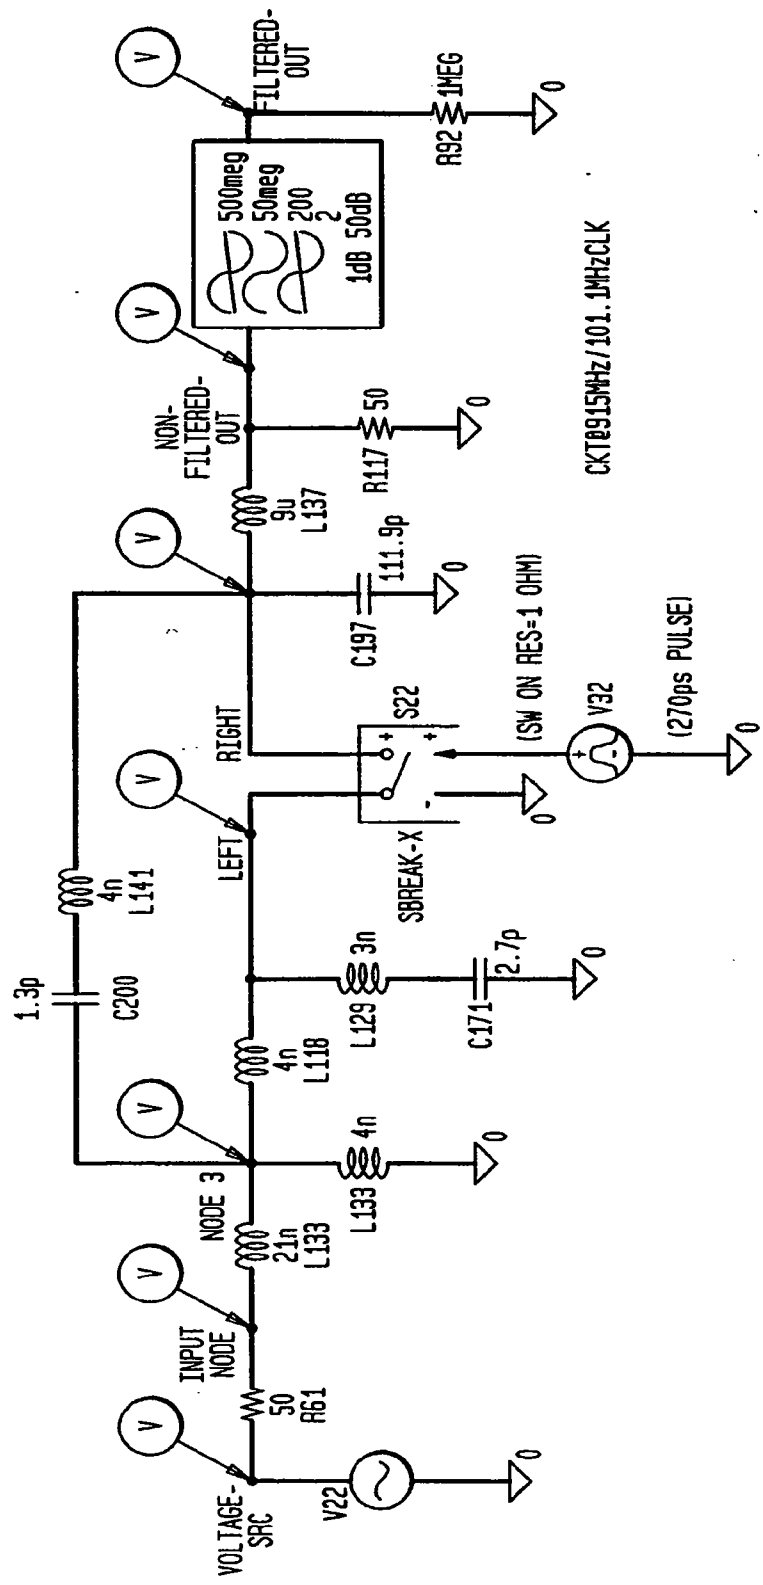 1.3p
C200
4n
L141
VOLTAGE-
SRC
V
V22
0
50
R61
INPUT
NODE
V
21n
L133
NODE 3
V
L133
4n
0
4n
L118
L129
3n
C171
2.7p
0
LEFT
V
RIGHT
SBREAK-X
S22
+
+
-
0
(SW ON RES=1 OHM)
+
-
V32
(270ps PULSE)
0
V
C197
111.9p
0
9u
L137
NON-
FILTERED-
OUT
V
R117
50
0
500meg
50meg
200
2
1dB 50dB
V
FILTERED-
OUT
R92
1MEG
0
CKT@915MHz/101.1MHzCLK